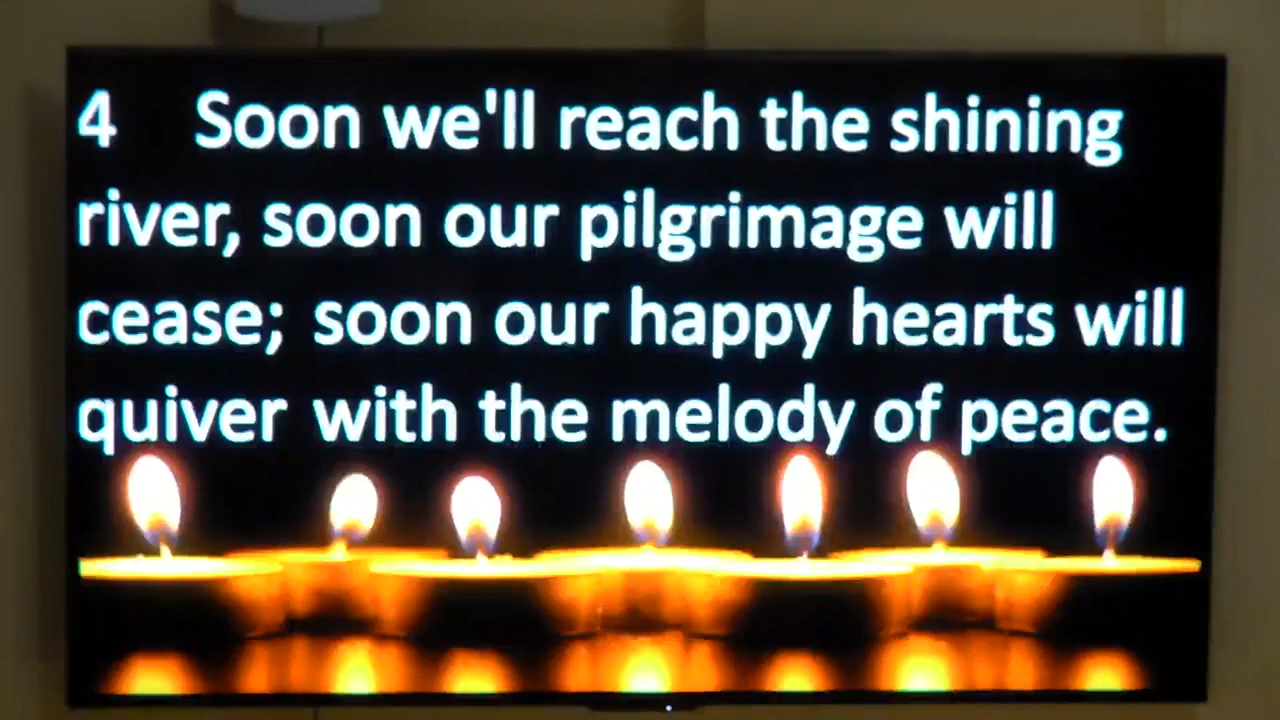 4 Soon we'll reach the shining
river, soon our pilgrimage will
cease; soon our happy hearts will
quiver with the melody of peace.